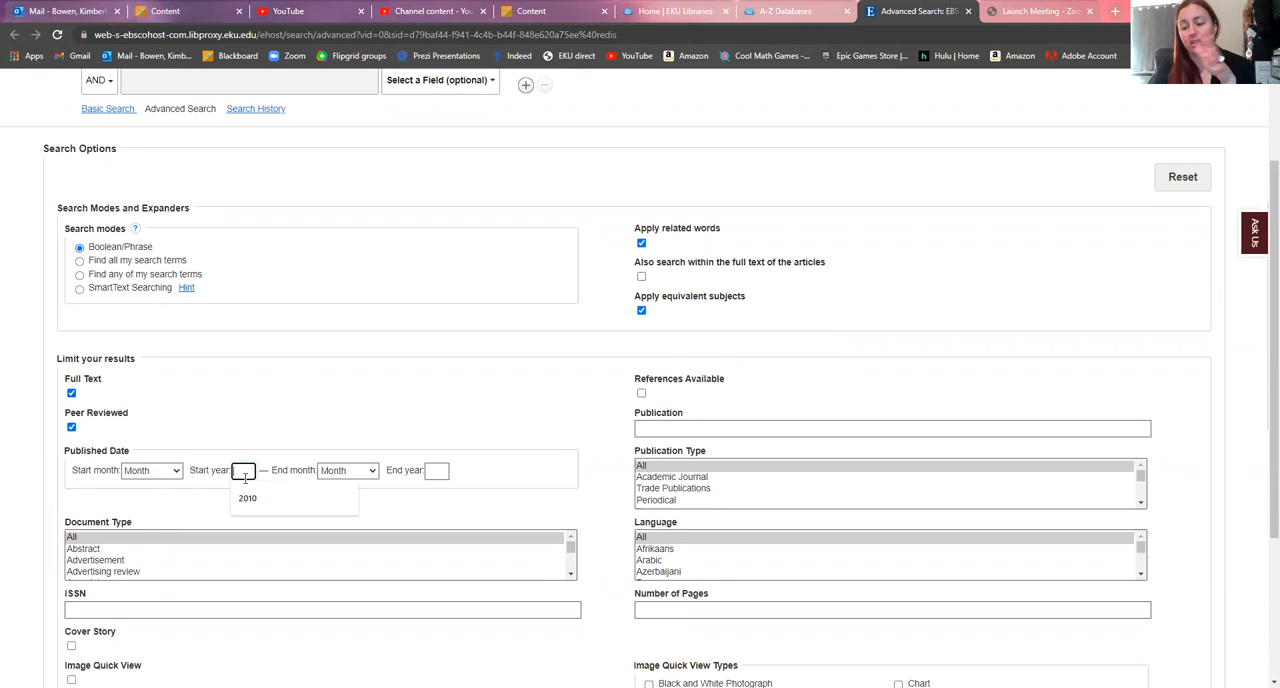 Mail - Bowen, Kimber
Content
YouTube
Channel content - Yo
Content
Home | EKU Libraries
A-Z Databases
Advanced Search: EBS
Launch Meeting - Zo
web-s-ebscohost-com.libproxy.eku.edu/ehost/search/advanced?vid=0&sid=d79baf44-f941-4c4b-b44f-848e620a75ee%40redis
Apps Gmail Mail - Bowen, Kimb... Blackboard Zoom Flipgrid groups Prezi Presentations Indeed EKU direct YouTube Amazon Cool Math Games -... Epic Games Store |... Hulu | Home Amazon Adobe Account
AND Select a Field (optional)
Basic Search Advanced Search Search History
Search Options
Reset
Search Modes and Expanders
Search modes ?
Boolean/Phrase
Find all my search terms
Find any of my search terms
SmartText Searching Hint
Apply related words
Also search within the full text of the articles
Apply equivalent subjects
Ask Us
Limit your results
Full Text
Peer Reviewed
Published Date
Start month: Month Start year: — End month: Month End year:
2010
Document Type
All
Abstract
Advertisement
Advertising review
ISSN
Cover Story
Image Quick View
References Available
Publication
Publication Type
All
Academic Journal
Trade Publications
Periodical
Language
All
Afrikaans
Arabic
Azerbaijani
Number of Pages
Image Quick View Types
Black and White Photograph
Chart